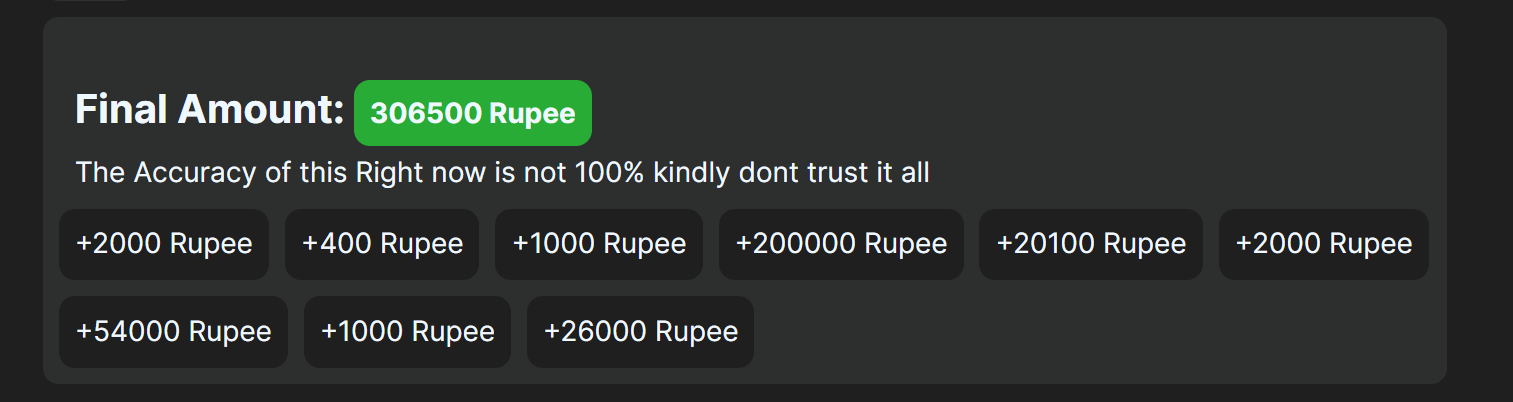 Final Amount: 306500 Rupee
The Accuracy of this Right now is not 100% kindly dont trust it all
+2000 Rupee +400 Rupee +1000 Rupee +200000 Rupee +20100 Rupee +2000 Rupee
+54000 Rupee +1000 Rupee +26000 Rupee